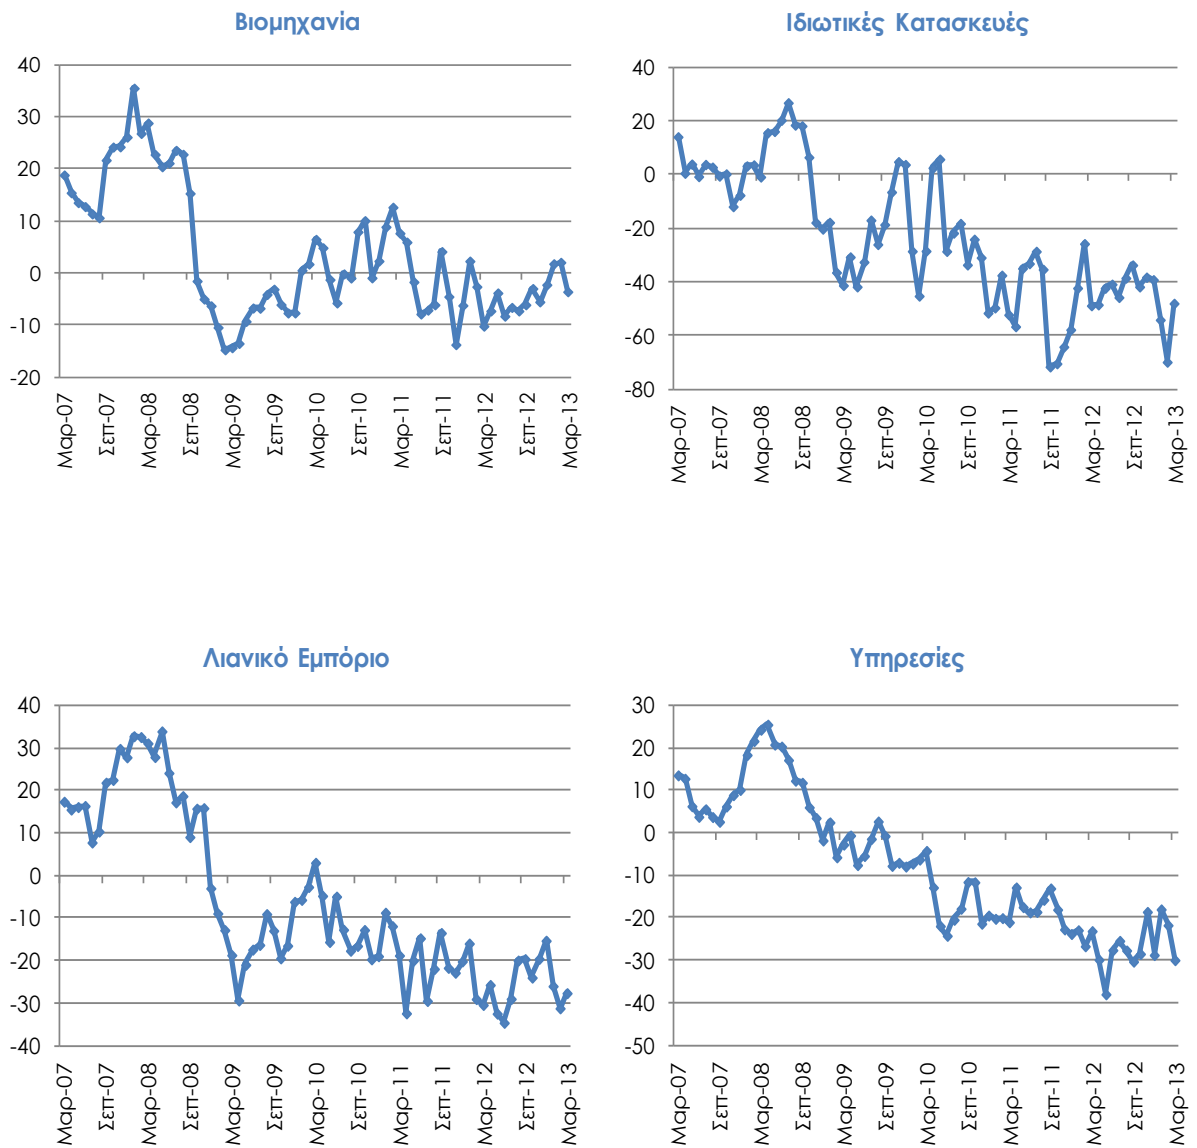 Βιομηχανία
40
30
20
10
0
-10
-20
Μαρ-07
Σεπ-07
Μαρ-08
Σεπ-08
Μαρ-09
Σεπ-09
Μαρ-10
Σεπ-10
Μαρ-11
Σεπ-11
Μαρ-12
Σεπ-12
Μαρ-13
Ιδιωτικές Κατασκευές
40
20
0
-20
-40
-60
-80
Μαρ-07
Σεπ-07
Μαρ-08
Σεπ-08
Μαρ-09
Σεπ-09
Μαρ-10
Σεπ-10
Μαρ-11
Σεπ-11
Μαρ-12
Σεπ-12
Μαρ-13
Λιανικό Εμπόριο
40
30
20
10
0
-10
-20
-30
-40
Μαρ-07
Σεπ-07
Μαρ-08
Σεπ-08
Μαρ-09
Σεπ-09
Μαρ-10
Σεπ-10
Μαρ-11
Σεπ-11
Μαρ-12
Σεπ-12
Μαρ-13
Υπηρεσίες
30
20
10
0
-10
-20
-30
-40
-50
Μαρ-07
Σεπ-07
Μαρ-08
Σεπ-08
Μαρ-09
Σεπ-09
Μαρ-10
Σεπ-10
Μαρ-11
Σεπ-11
Μαρ-12
Σεπ-12
Μαρ-13